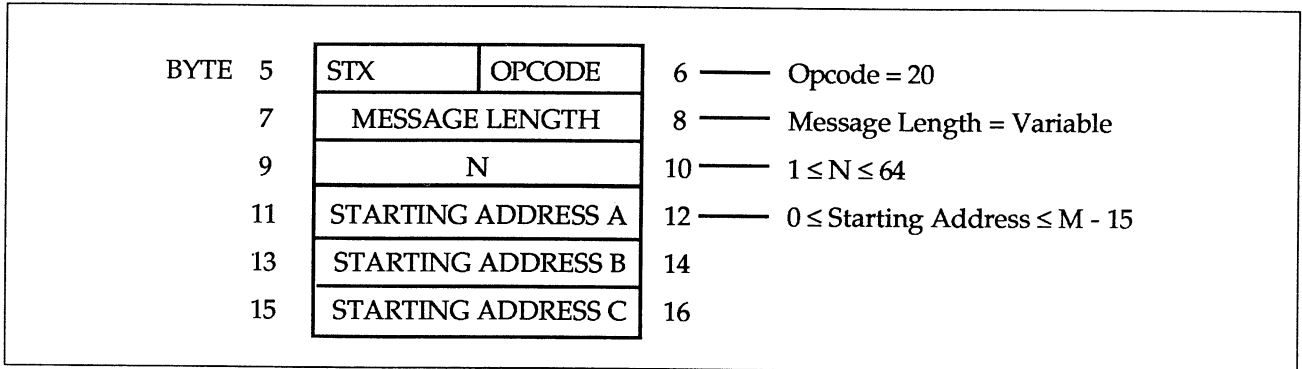 BYTE 5 STX OPCODE 6 Opcode = 20
7 MESSAGE LENGTH 8 Message Length = Variable
9 N 10 1 ≤ N ≤ 64
11 STARTING ADDRESS A 12 0 ≤ Starting Address ≤ M - 15
13 STARTING ADDRESS B 14
15 STARTING ADDRESS C 16